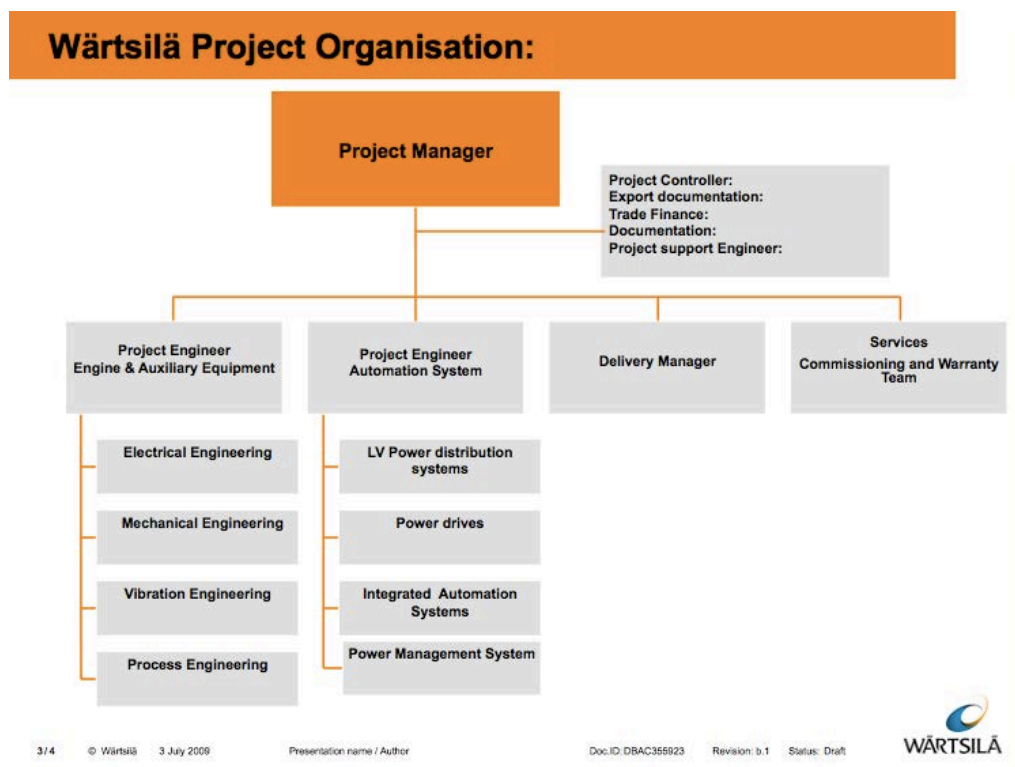 Wärtsilä Project Organisation:
Project Manager
Project Controller:
Export documentation:
Trade Finance:
Documentation:
Project support Engineer:
Project Engineer
Engine & Auxiliary Equipment
Project Engineer
Automation System
Delivery Manager
Services
Commissioning and Warranty
Team
Electrical Engineering
Mechanical Engineering
Vibration Engineering
Process Engineering
LV Power distribution
systems
Power drives
Integrated Automation
Systems
Power Management System
3 / 4 © Wärtsilä 3 July 2009 Presentation name / Author Doc.ID:DBAC355923 Revision: b.1 Status: Draft
WÄRTSILÄ